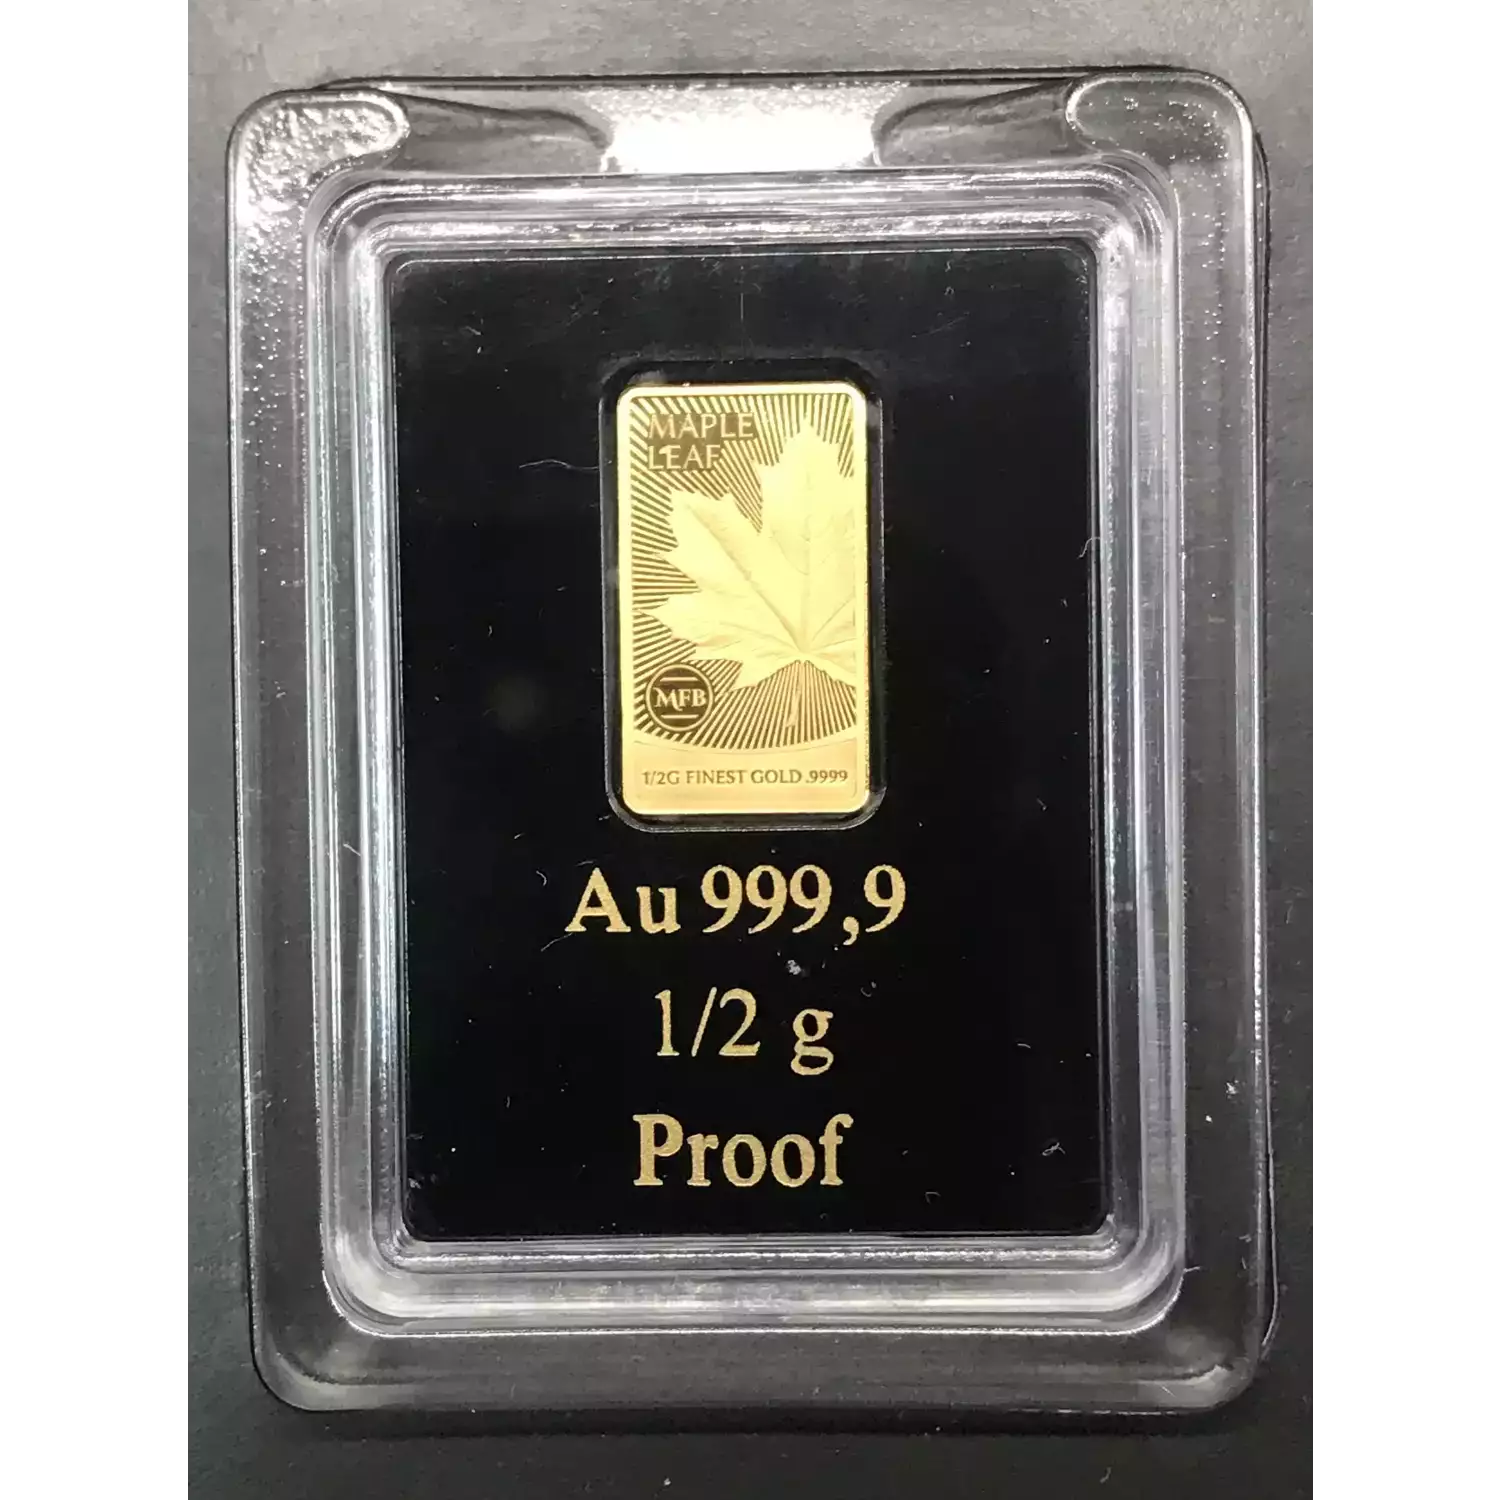 MAPLE
LEAF
MFB
1/2G FINEST GOLD .9999
Au 999,9
1/2 g
Proof